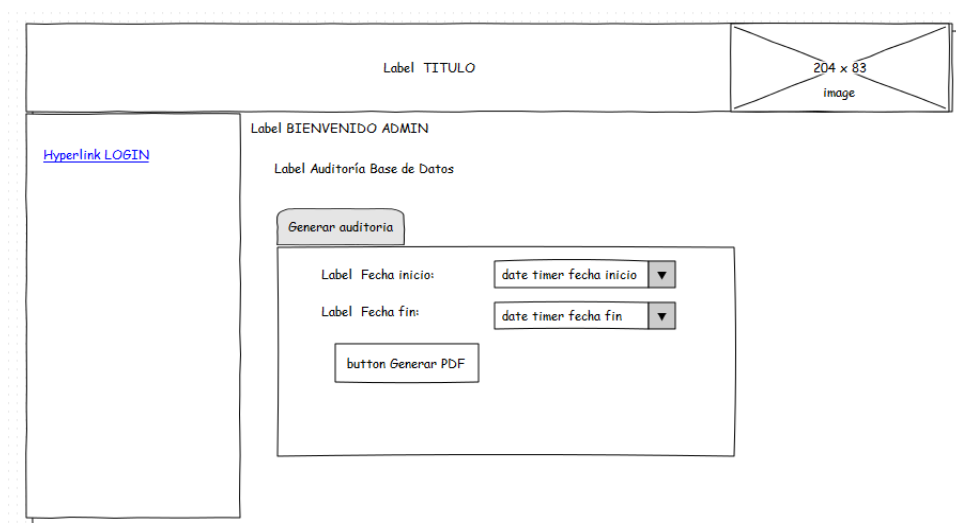 Label TITULO
204 x 83
image
Label BIENVENIDO ADMIN
Hyperlink LOGIN
Label Auditoría Base de Datos
Generar auditoria
Label Fecha inicio:
date timer fecha inicio
Label Fecha fin:
date timer fecha fin
button Generar PDF